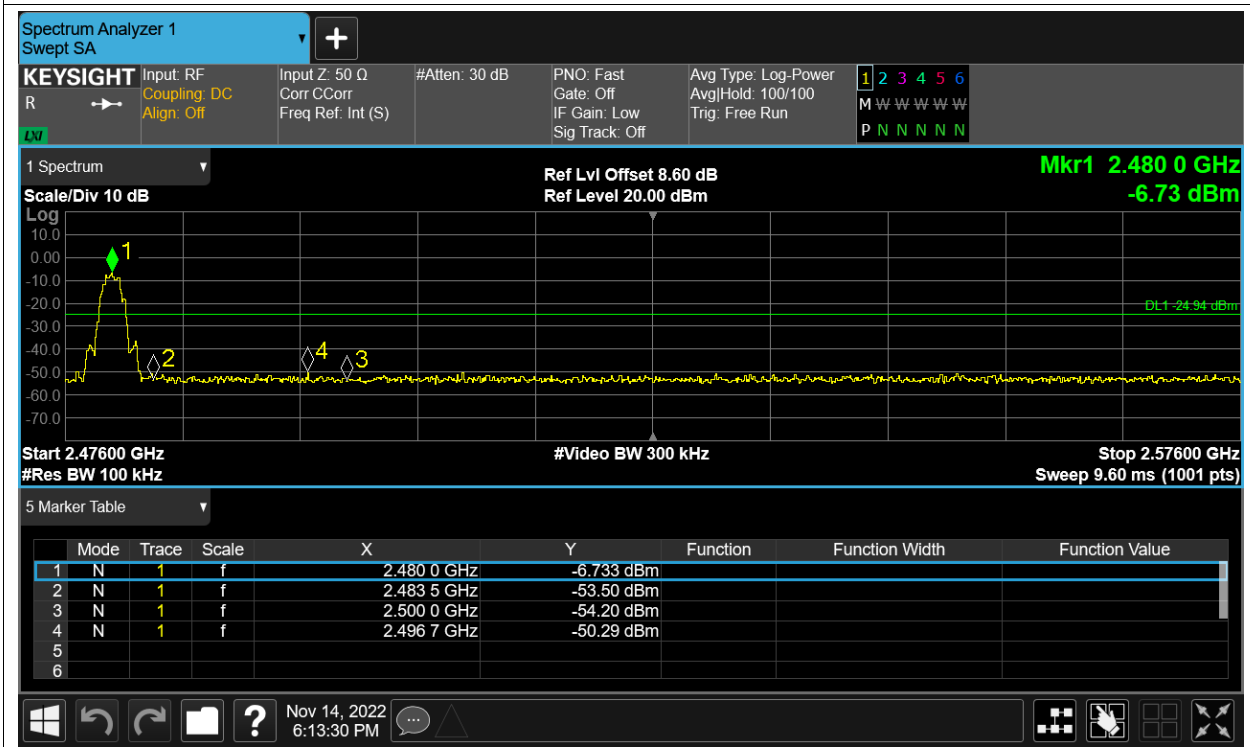 Spectrum Analyzer 1
Swept SA
+
KEYSIGHT Input: RF Input Z: 50 Ω #Atten: 30 dB PNO: Fast Avg Type: Log-Power 1 2 3 4 5 6
R Coupling: DC Corr CCorr Gate: Off Avg|Hold: 100/100 M W W W W W
Align: Off Freq Ref: Int (S) IF Gain: Low Trig: Free Run
LXI Sig Track: Off P N N N N N
1 Spectrum Ref Lvl Offset 8.60 dB Mkr1 2.480 0 GHz
Scale/Div 10 dB Ref Level 20.00 dBm -6.73 dBm
Log
10.0
1
0.00
-10.0
-20.0
DL1 -24.94 dBm
-30.0
-40.0
2 4 3
-50.0
-60.0
-70.0
Start 2.47600 GHz #Video BW 300 kHz Stop 2.57600 GHz
#Res BW 100 kHz Sweep 9.60 ms (1001 pts)
5 Marker Table
Mode Trace Scale X Y Function Function Width Function Value
1 N 1 f 2.480 0 GHz -6.733 dBm
2 N 1 f 2.483 5 GHz -53.50 dBm
3 N 1 f 2.500 0 GHz -54.20 dBm
4 N 1 f 2.496 7 GHz -50.29 dBm
5
6
? Nov 14, 2022
6:13:30 PM